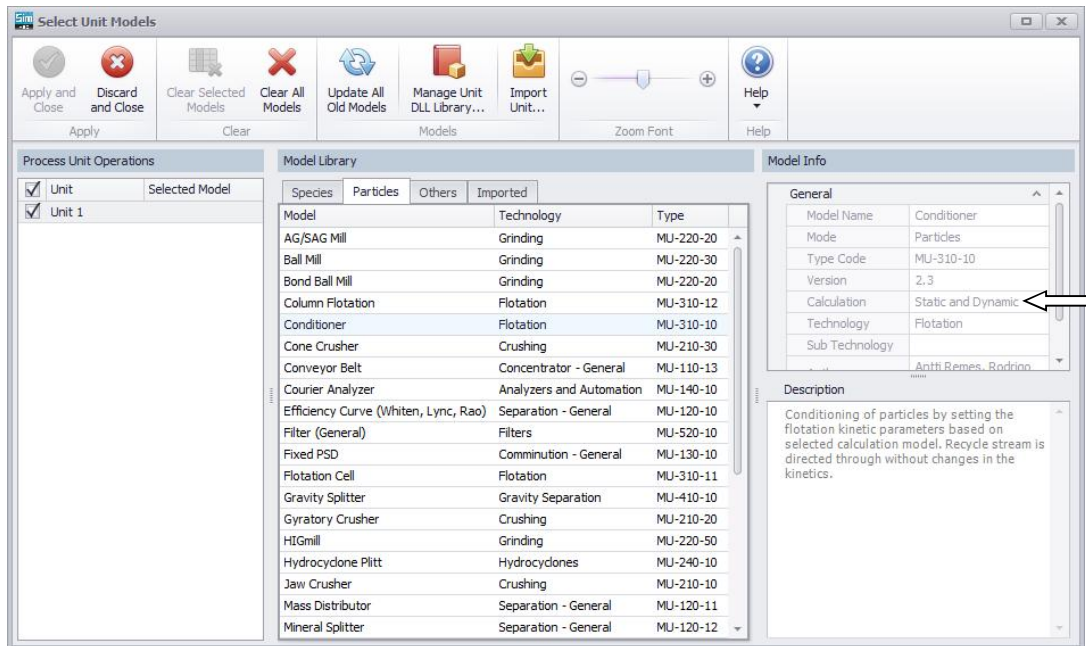 Select Unit Models
Apply and Close
Discard and Close
Clear Selected Models
Clear All Models
Update All Old Models
Manage Unit DLL Library...
Import Unit...
Help
Apply
Clear
Models
Zoom Font
Help
Process Unit Operations
Unit Selected Model
Unit 1
Model Library
Species Particles Others Imported
Model Technology Type
AG/SAG Mill Grinding MU-220-20
Ball Mill Grinding MU-220-30
Bond Ball Mill Grinding MU-220-20
Column Flotation Flotation MU-310-12
Conditioner Flotation MU-310-10
Cone Crusher Crushing MU-210-30
Conveyor Belt Concentrator - General MU-110-13
Courier Analyzer Analyzers and Automation MU-140-10
Efficiency Curve (Whiten, Lync, Rao) Separation - General MU-120-10
Filter (General) Filters MU-520-10
Fixed PSD Comminution - General MU-130-10
Flotation Cell Flotation MU-310-11
Gravity Splitter Gravity Separation MU-410-10
Gyratory Crusher Crushing MU-210-20
HIGmill Grinding MU-220-50
Hydrocyclone Plitt Hydrocyclones MU-240-10
Jaw Crusher Crushing MU-210-10
Mass Distributor Separation - General MU-120-11
Mineral Splitter Separation - General MU-120-12
Model Info
General
Model Name Conditioner
Mode Particles
Type Code MU-310-10
Version 2.3
Calculation Static and Dynamic
Technology Flotation
Sub Technology
Antti Remes, Rodrigo
Description
Conditioning of particles by setting the
flotation kinetic parameters based on
selected calculation model. Recycle stream is
directed through without changes in the
kinetics.